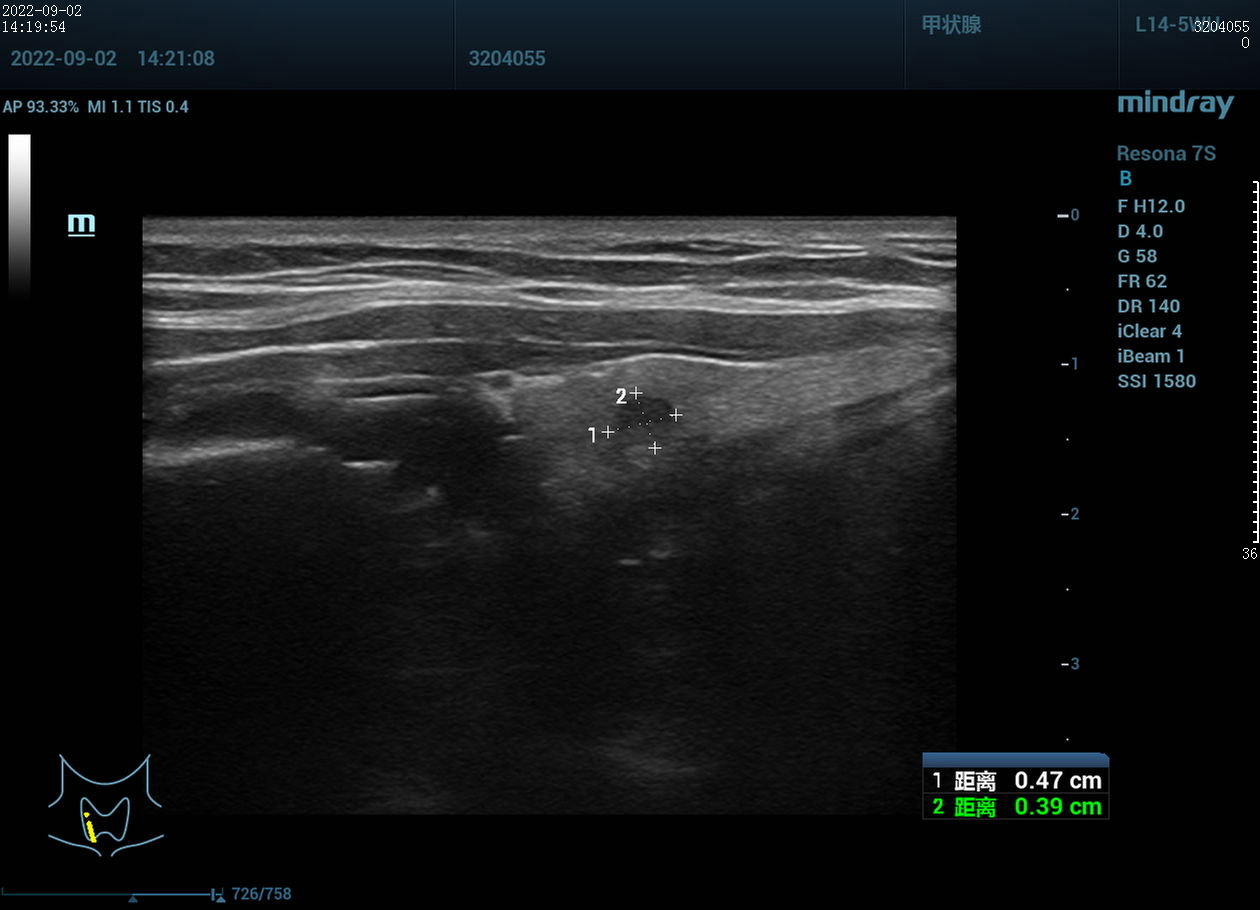 2022-09-02
14:19:54
2022-09-02 14:21:08
3204055
甲状腺
3204055
0
AP 93.33% MI 1.1 TIS 0.4
mindray
Resona 7S
B
F H12.0
D 4.0
G 58
FR 62
DR 140
iClear 4
iBeam 1
SSI 1580
m
0
1
2
3
36
2
1
1 距离 0.47 cm
2 距离 0.39 cm
726/758